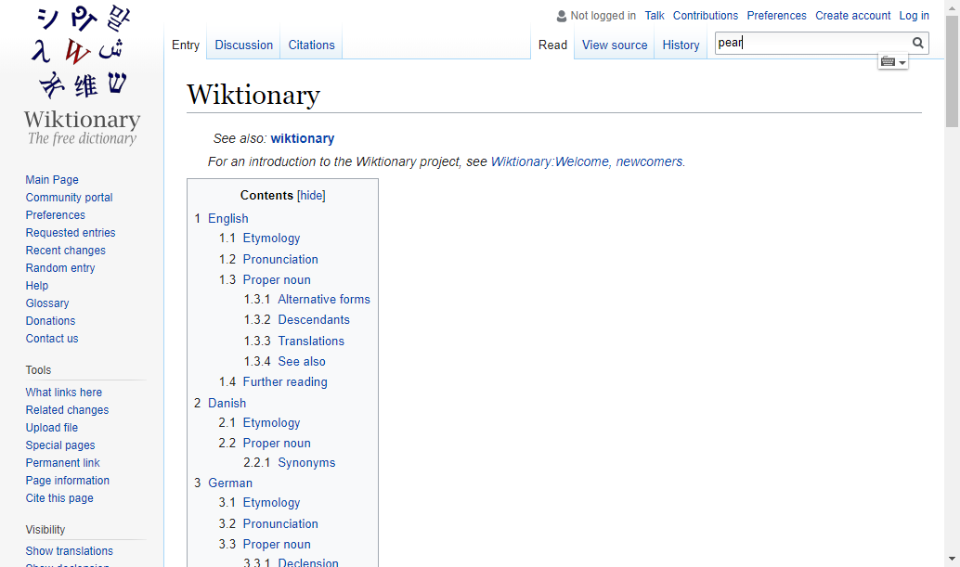 Not logged in Talk Contributions Preferences Create account Log in
Entry Discussion Citations Read View source History pear
Wiktionary
The free dictionary
Main Page
Community portal
Preferences
Requested entries
Recent changes
Random entry
Help
Glossary
Donations
Contact us
Tools
What links here
Related changes
Upload file
Special pages
Permanent link
Page information
Cite this page
Visibility
Show translations
Show declension
Wiktionary
See also: wiktionary
For an introduction to the Wiktionary project, see Wiktionary:Welcome, newcomers.
Contents [hide]
1 English
1.1 Etymology
1.2 Pronunciation
1.3 Proper noun
1.3.1 Alternative forms
1.3.2 Descendants
1.3.3 Translations
1.3.4 See also
1.4 Further reading
2 Danish
2.1 Etymology
2.2 Proper noun
2.2.1 Synonyms
3 German
3.1 Etymology
3.2 Pronunciation
3.3 Proper noun
3.3.1 Declension